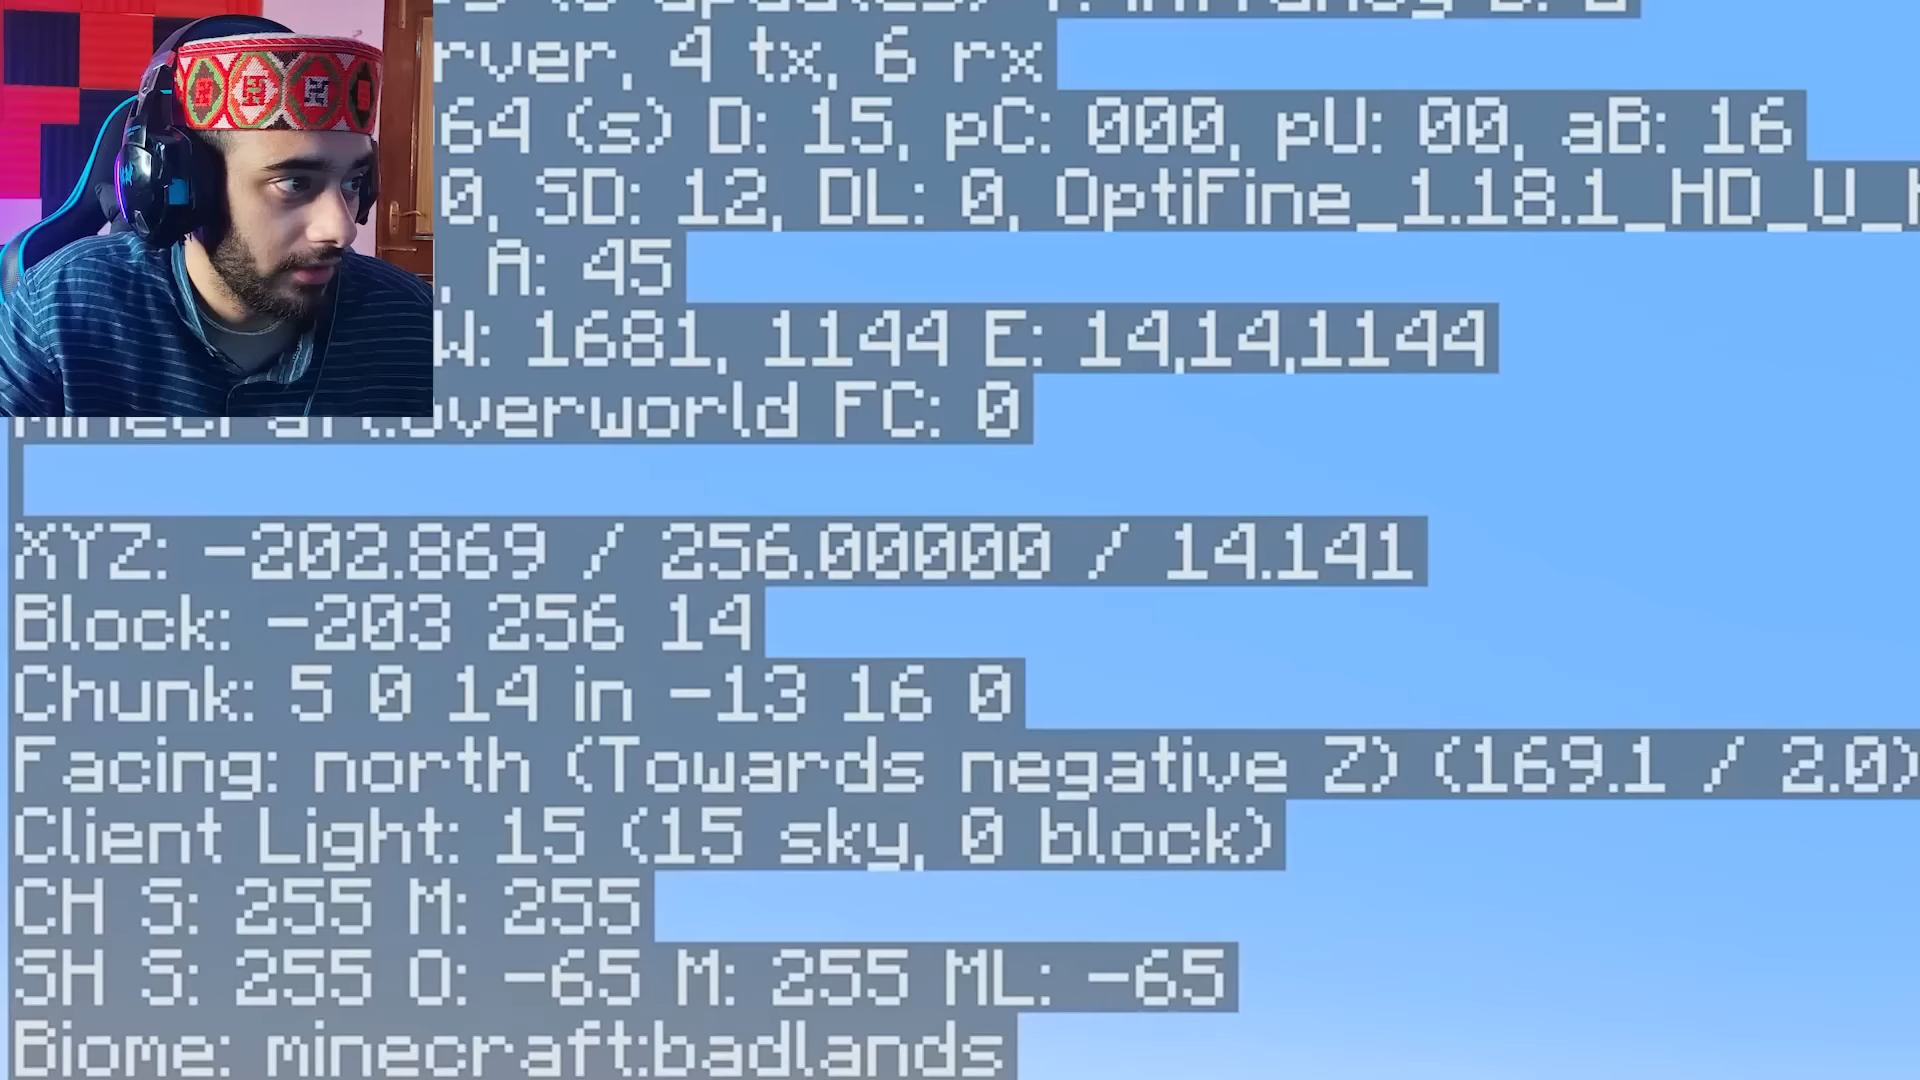 rver, 4 tx, 6 rx
64 (s) D: 15, pC: 000, pU: 00, aB: 16
0, SD: 12, DL: 0, OptiFine_1.18.1_HD_U_
, A: 45
W: 1681, 1144 E: 14,14,1144
minecraft:overworld FC: 0
XYZ: -202.869 / 256.00000 / 14.141
Block: -203 256 14
Chunk: 5 0 14 in -13 16 0
Facing: north (Towards negative Z) (169.1 / 2.0)
Client Light: 15 (15 sky, 0 block)
CH S: 255 M: 255
SH S: 255 O: -65 M: 255 ML: -65
Biome: minecraft:badlands